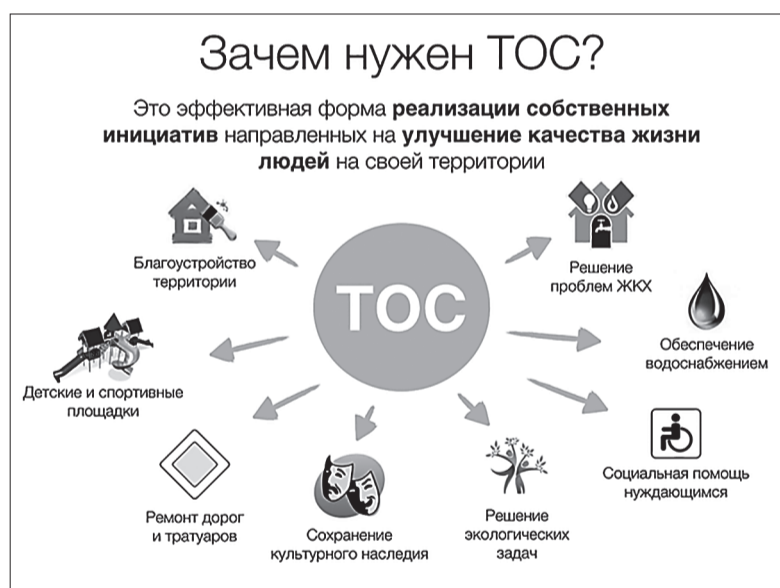 Зачем нужен ТОС?
Это эффективная форма реализации собственных
инициатив направленных на улучшение качества жизни
людей на своей территории
Благоустройство
территории
ТОС
Решение
проблем ЖКХ
Обеспечение
водоснабжением
Детские и спортивные
площадки
Социальная помощь
нуждающимся
Ремонт дорог
и тратуаров
Сохранение
культурного наследия
Решение
экологических
задач